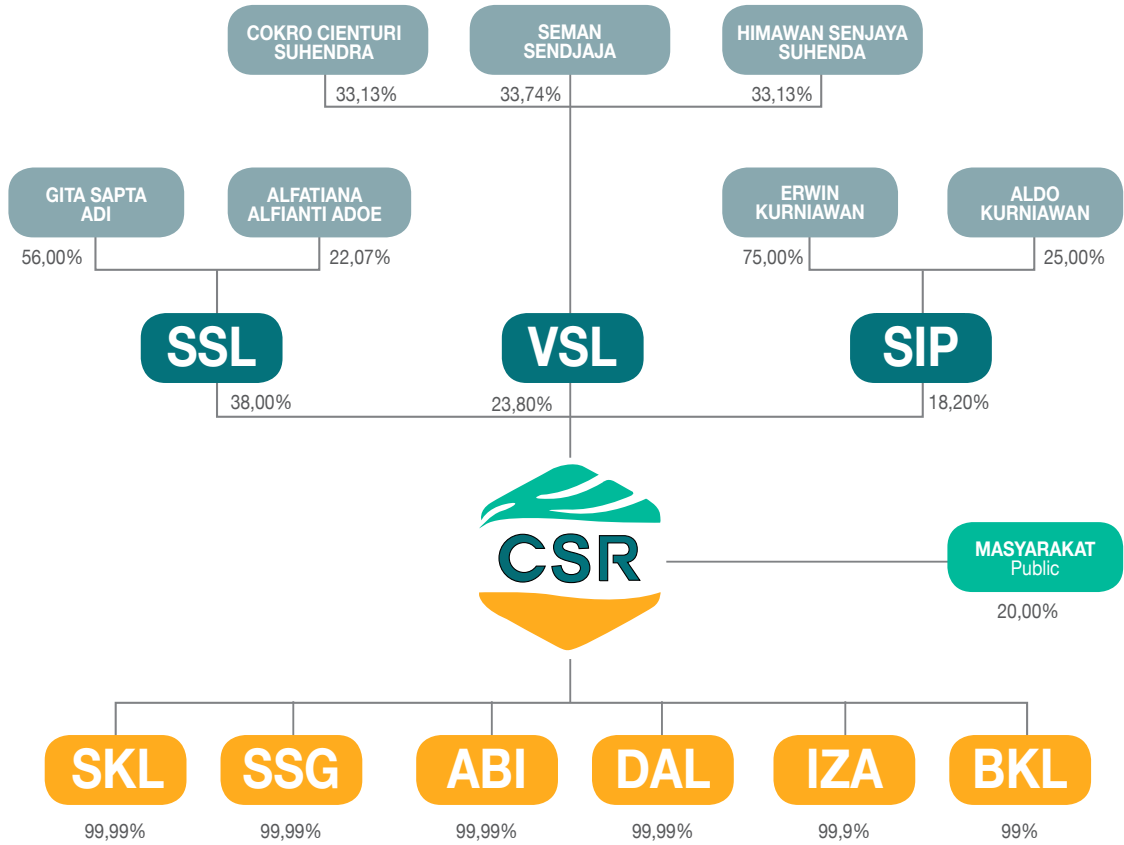 COKRO CIENTURI
SUHENDRA
SEMAN
SENDJAJA
HIMAWAN SENJAYA
SUHENDA
33,13%
33,74%
33,13%
GITA SAPTA
ADI
ALFATIANA
ALFIANTI ADOE
ERWIN
KURNIAWAN
ALDO
KURNIAWAN
56,00%
22,07%
75,00%
25,00%
SSL
VSL
SIP
38,00%
23,80%
18,20%
CSR
MASYARAKAT
Public
20,00%
SKL
SSG
ABI
DAL
IZA
BKL
99,99%
99,99%
99,99%
99,99%
99,9%
99%